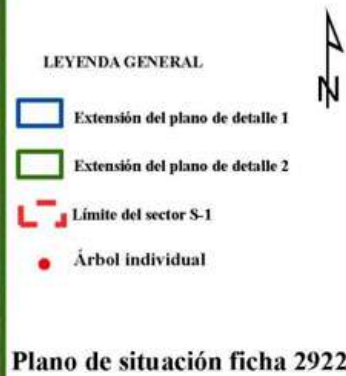 LEYENDA GENERAL
N
Extensión del plano de detalle 1
Extensión del plano de detalle 2
Límite del sector S-1
Árbol individual
Plano de situación ficha 2922